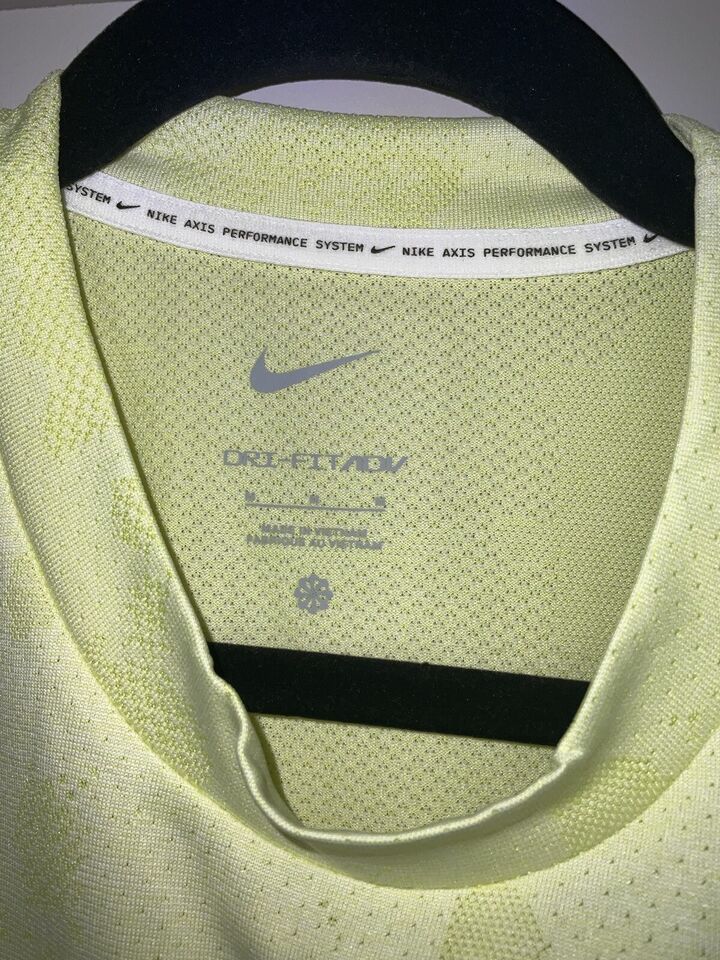 SYSTEM NIKE AXIS PERFORMANCE SYSTEM NIKE AXIS PERFORMANCE SYSTEM
DRI-FIT ADV
MADE IN VIETNAM
FABRIQUÉ AU VIETNAM